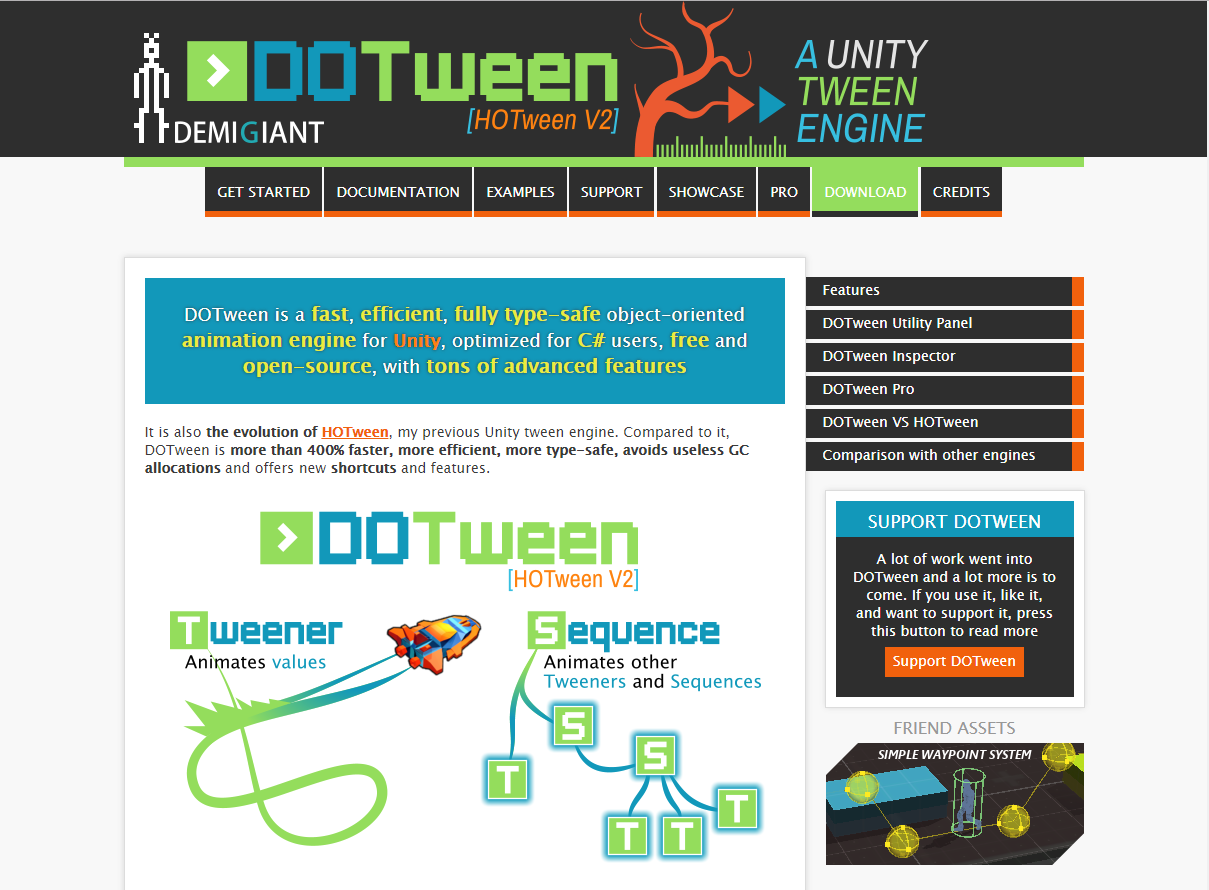 DOTween
[HOTween V2]
DEMIGIANT
A UNITY
TWEEN
ENGINE
GET STARTED
DOCUMENTATION
EXAMPLES
SUPPORT
SHOWCASE
PRO
DOWNLOAD
CREDITS
DOTween is a fast, efficient, fully type-safe object-oriented
animation engine for Unity, optimized for C# users, free and
open-source, with tons of advanced features
It is also the evolution of HOTween, my previous Unity tween engine. Compared to it,
DOTween is more than 400% faster, more efficient, more type-safe, avoids useless GC
allocations and offers new shortcuts and features.
DOTween
[HOTween V2]
Tweener
Animates values
Sequence
Animates other
Tweeners and Sequences
S
S
T
T
T
T
Features
DOTween Utility Panel
DOTween Inspector
DOTween Pro
DOTween VS HOTween
Comparison with other engines
SUPPORT DOTWEEN
A lot of work went into
DOTween and a lot more is to
come. If you use it, like it,
and want to support it, press
this button to read more
Support DOTween
FRIEND ASSETS
SIMPLE WAYPOINT SYSTEM